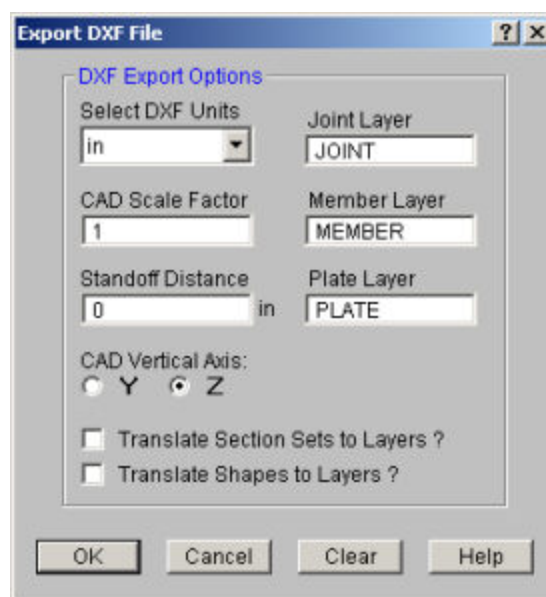 Export DXF File
DXF Export Options
Select DXF Units
in
Joint Layer
JOINT
CAD Scale Factor
1
Member Layer
MEMBER
Standoff Distance
0 in
Plate Layer
PLATE
CAD Vertical Axis:
Y Z
Translate Section Sets to Layers ?
Translate Shapes to Layers ?
OK Cancel Clear Help